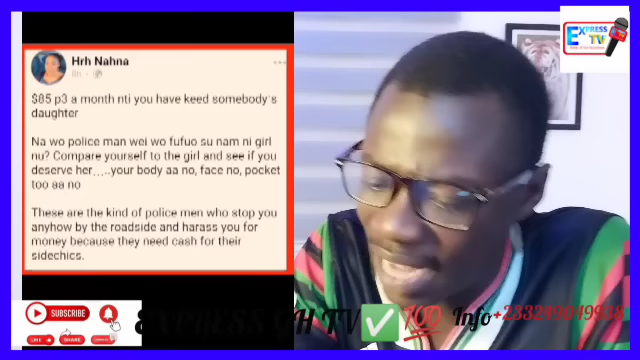 EXPRESS
TV
Hrh Nahna
8h
$85 p3 a month nti you have keed somebody's
daughter
Na wo police man wei wo fufuo su nam ni girl
nu? Compare yourself to the girl and see if you
deserve her.....your body aa no, face no, pocket
too aa no
These are the kind of police men who stop you
anyhow by the roadside and harass you for
money because they need cash for their
sidechics.
SUBSCRIBE
LIKE
SHARE
EXPRESS GH TV✅💯 Info+233249049938